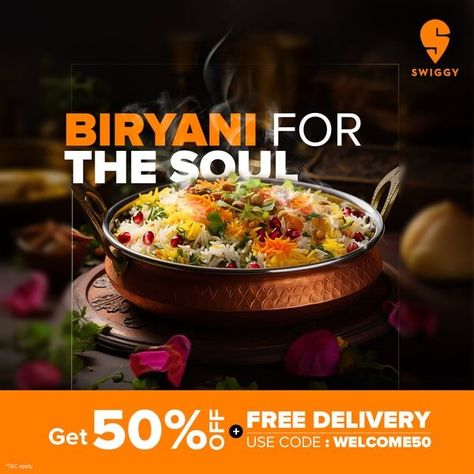 SWIGGY
BIRYANI FOR
THE SOUL
Get 50% OFF + FREE DELIVERY
USE CODE : WELCOME50
*T&C apply